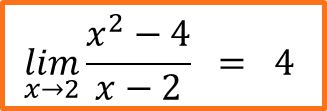 lim x→2 x² − 4 / x − 2 = 4